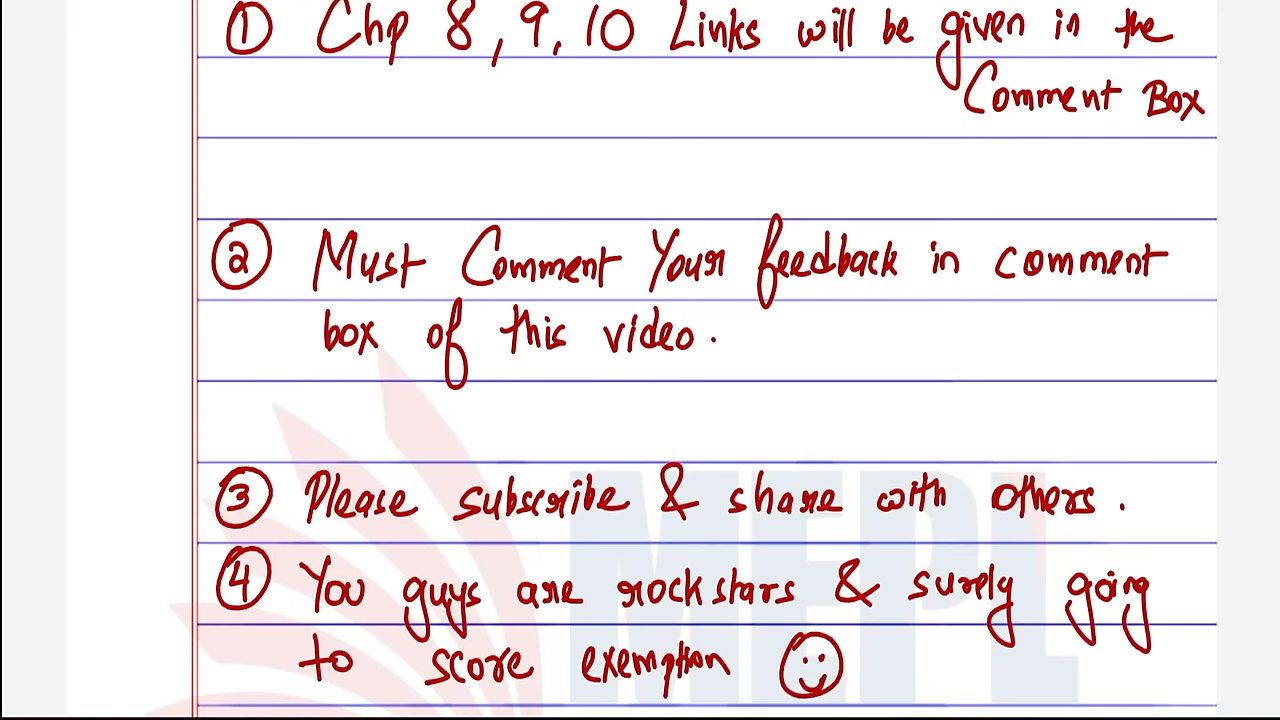 ① Chp 8, 9, 10 Links will be given in the
Comment Box
② Must Comment Your feedback in comment
box of this video.
③ Please subscribe & share with others.
④ You guys are rockstars & surely going
to score exemption ☺
MEPL